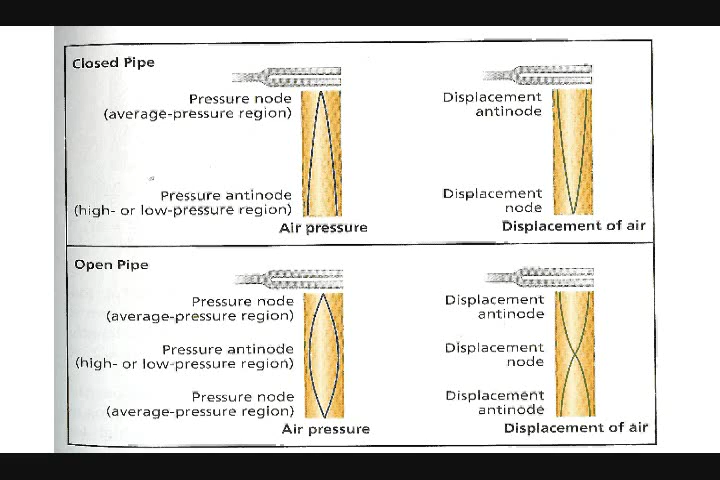 Closed Pipe
Pressure node
(average-pressure region)
Pressure antinode
(high- or low-pressure region)
Air pressure
Displacement
antinode
Displacement
node
Displacement of air
Open Pipe
Pressure node
(average-pressure region)
Pressure antinode
(high- or low-pressure region)
Pressure node
(average-pressure region)
Air pressure
Displacement
antinode
Displacement
node
Displacement
antinode
Displacement of air